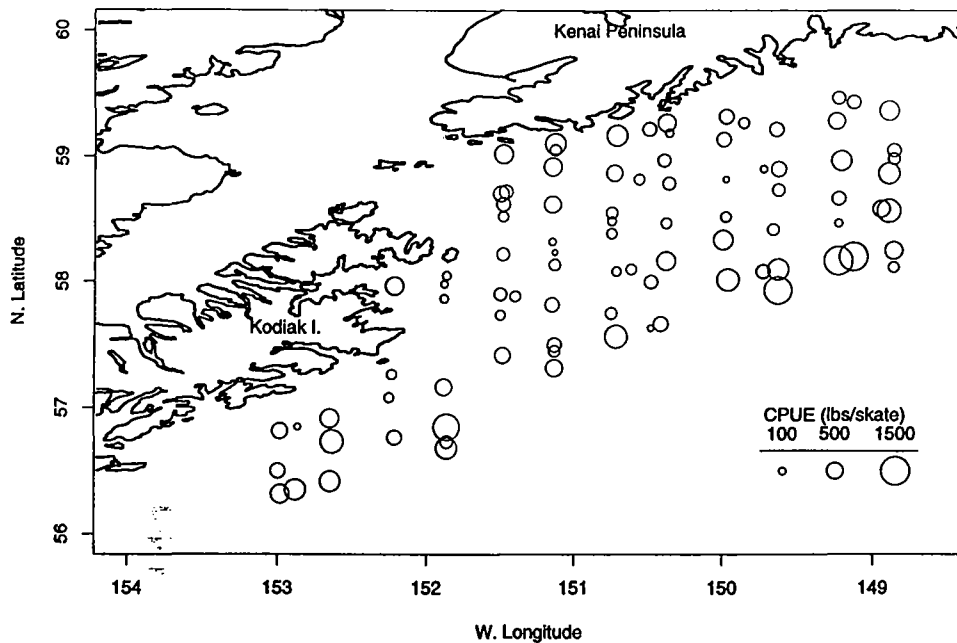 60
59
58
57
56
N. Latitude
Kenai Peninsula
Kodiak I.
CPUE (lbs/skate)
100 500 1500
154 153 152 151 150 149
W. Longitude